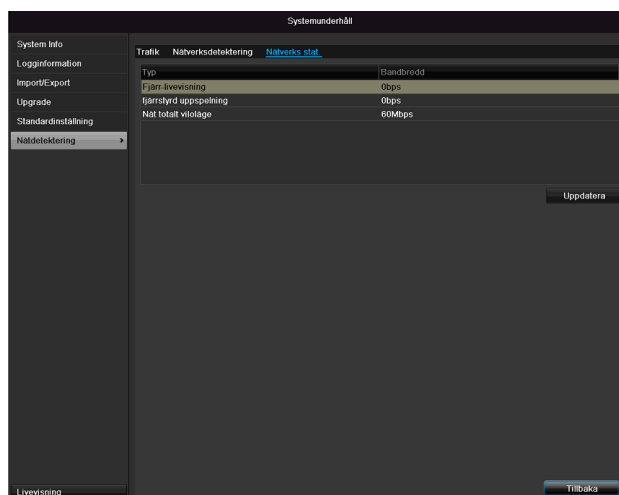 Systemunderhåll
System Info
Logginformation
Import/Export
Upgrade
Standardinställning
Nätdetektering >
Trafik Nätverksdetektering Nätverks stat.
Typ Bandbredd
Fjärr-livevisning 0bps
fjärrstyrd uppspelning 0bps
Nät totalt viloläge 60Mbps
Uppdatera
Livevisning
Tillbaka